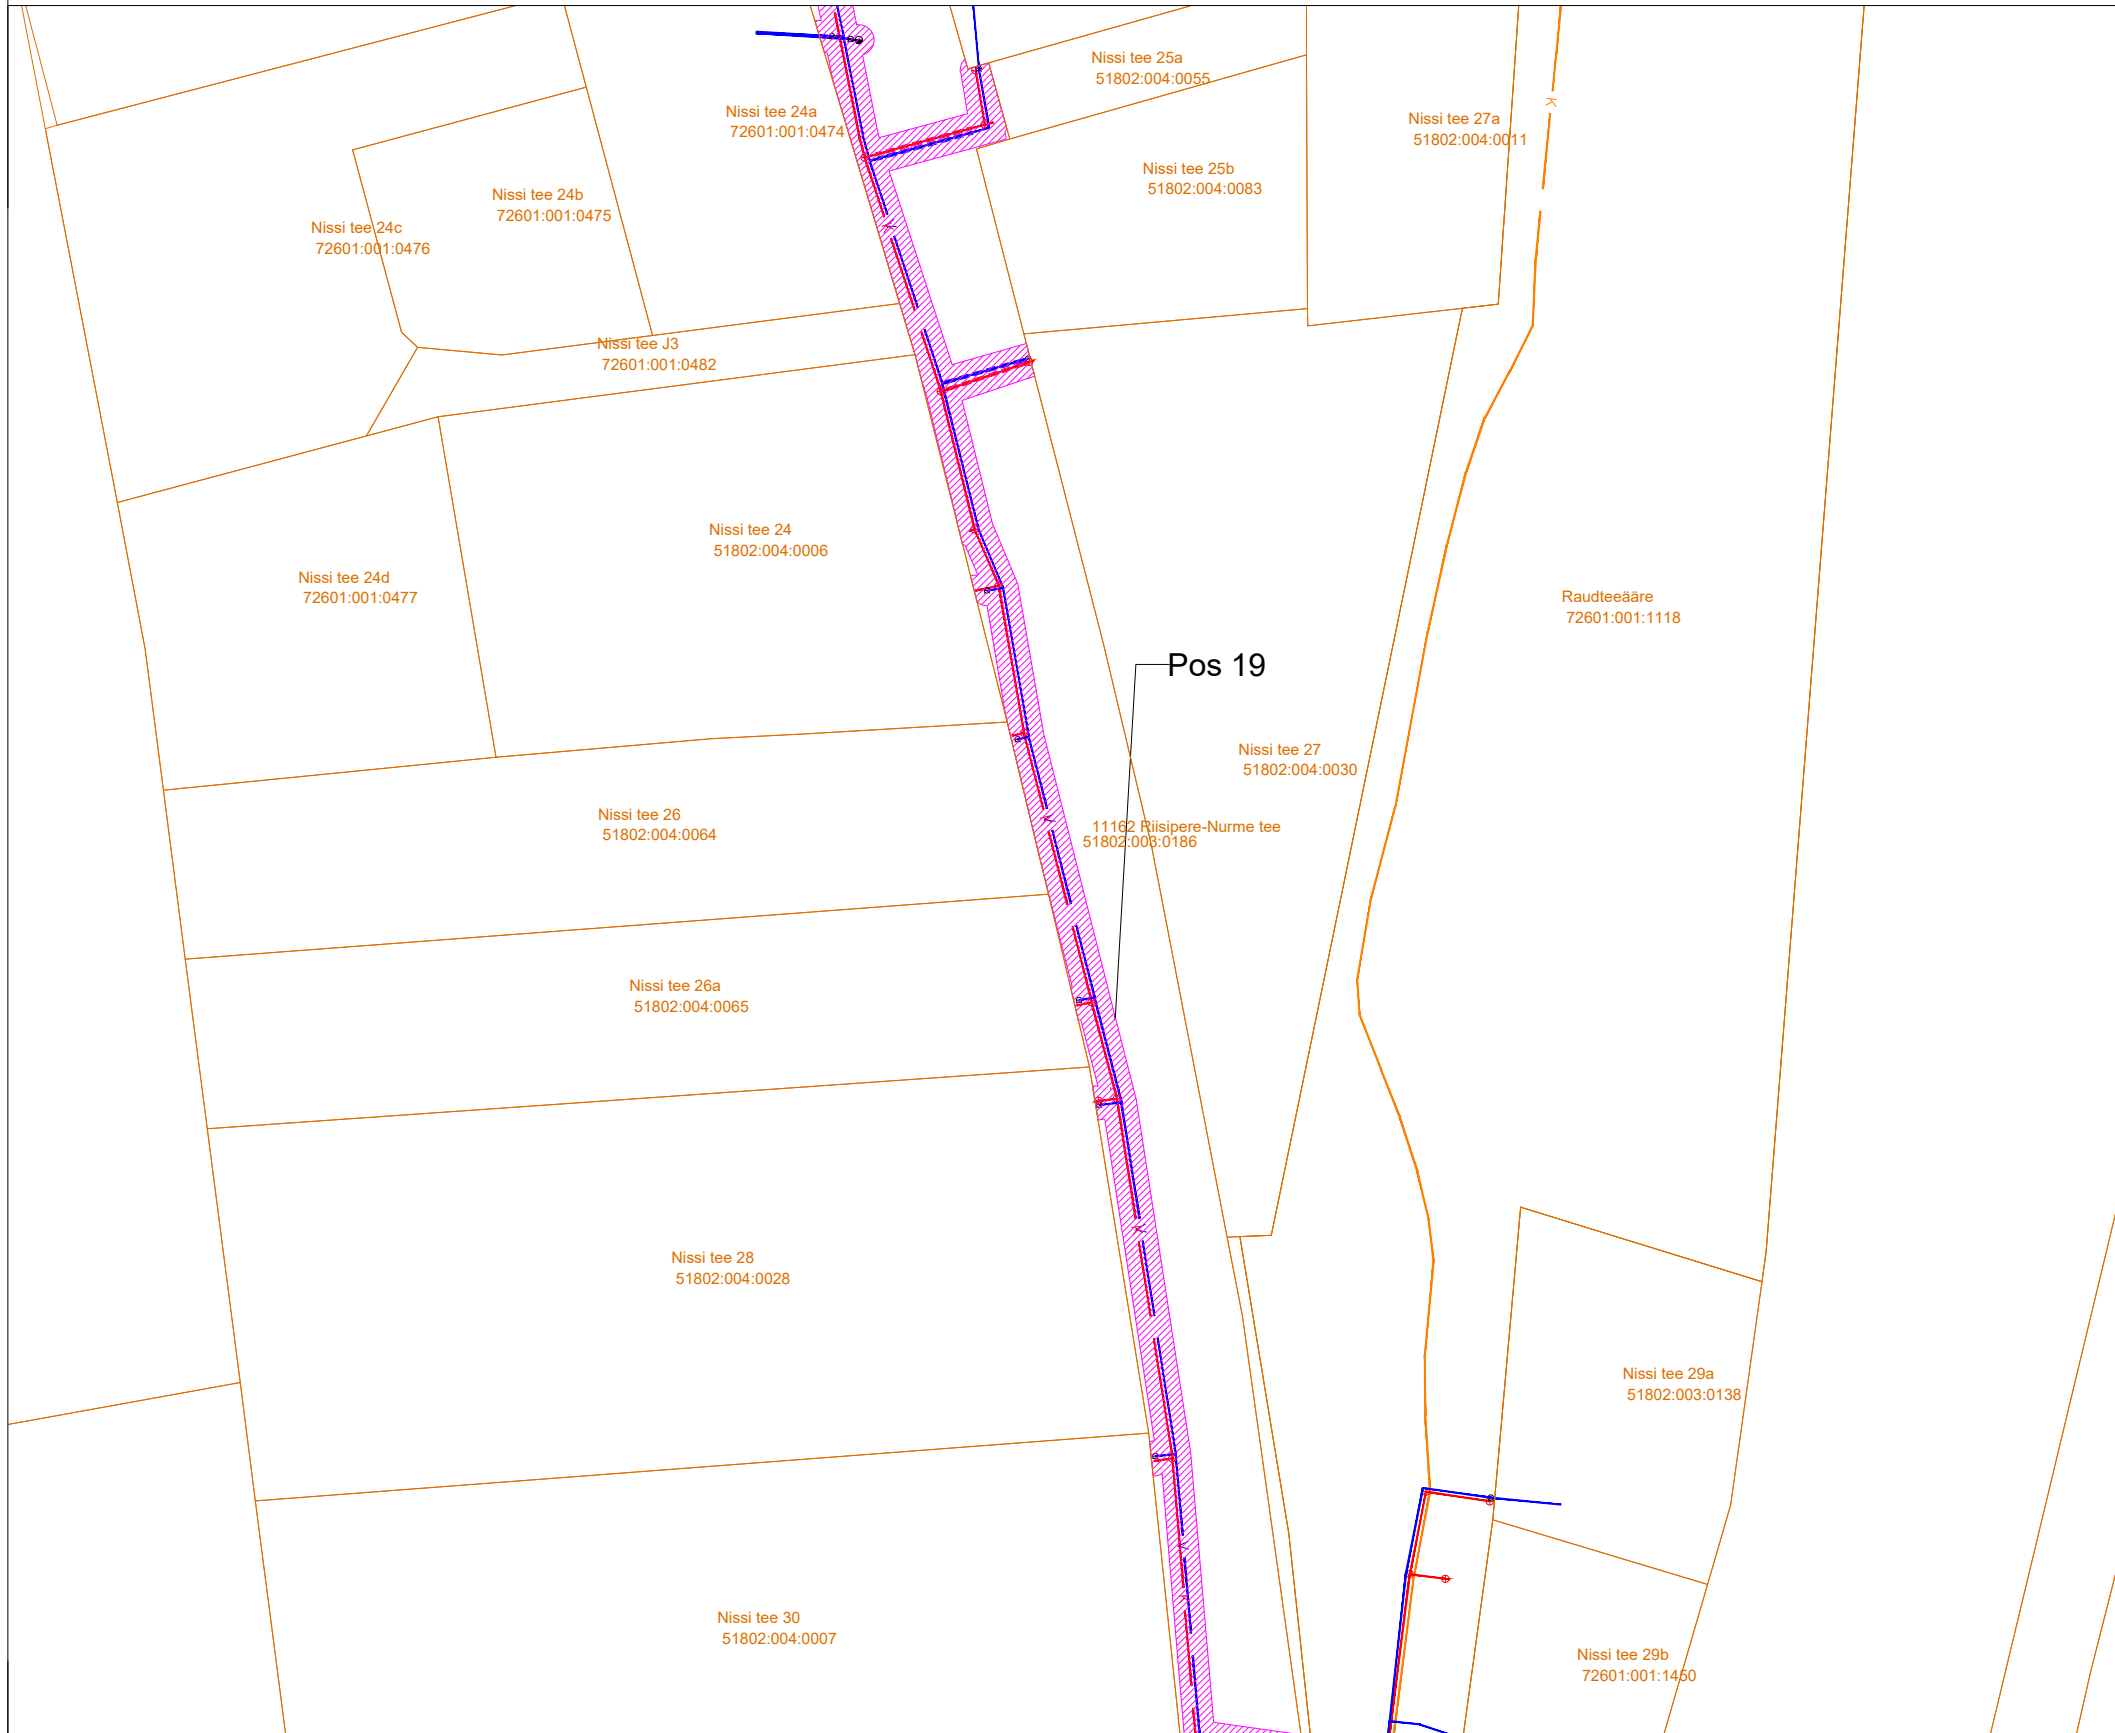 Nissi tee 25a
51802:004:0055
Nissi tee 24a
72601:001:0474
Nissi tee 27a
51802:004:0011
K
Nissi tee 25b
51802:004:0083
Nissi tee 24b
72601:001:0475
Nissi tee 24c
72601:001:0476
Nissi tee J3
72601:001:0482
Nissi tee 24
51802:004:0006
Nissi tee 24d
72601:001:0477
Raudteeääre
72601:001:1118
Pos 19
Nissi tee 27
51802:004:0030
Nissi tee 26
51802:004:0064
11162 Riisipere-Nurme tee
51802:003:0186
Nissi tee 26a
51802:004:0065
Nissi tee 28
51802:004:0028
Nissi tee 29a
51802:003:0138
Nissi tee 30
51802:004:0007
Nissi tee 29b
72601:001:1450